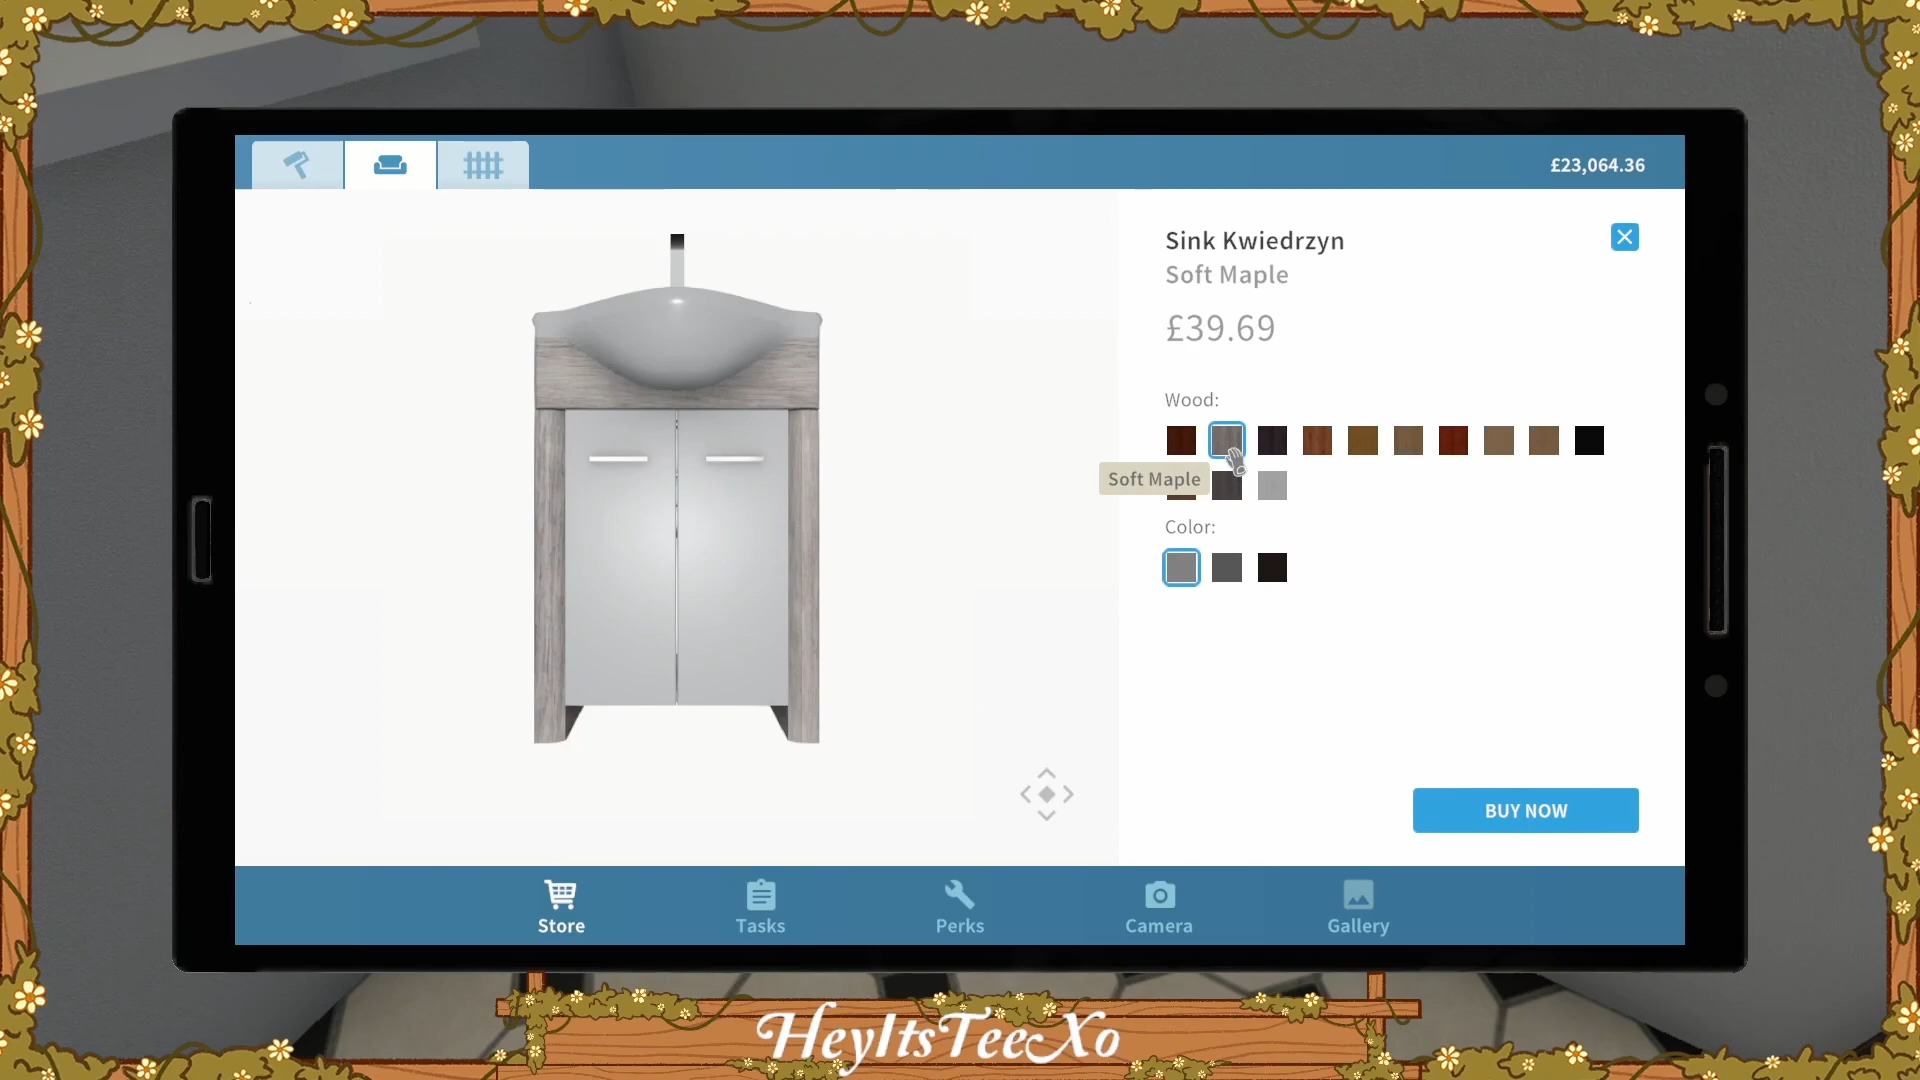 £23,064.36
Sink Kwiedrzyn
Soft Maple
£39.69
Wood:
Soft Maple
Color:
BUY NOW
Store
Tasks
Perks
Camera
Gallery
HeyItsTeeXo